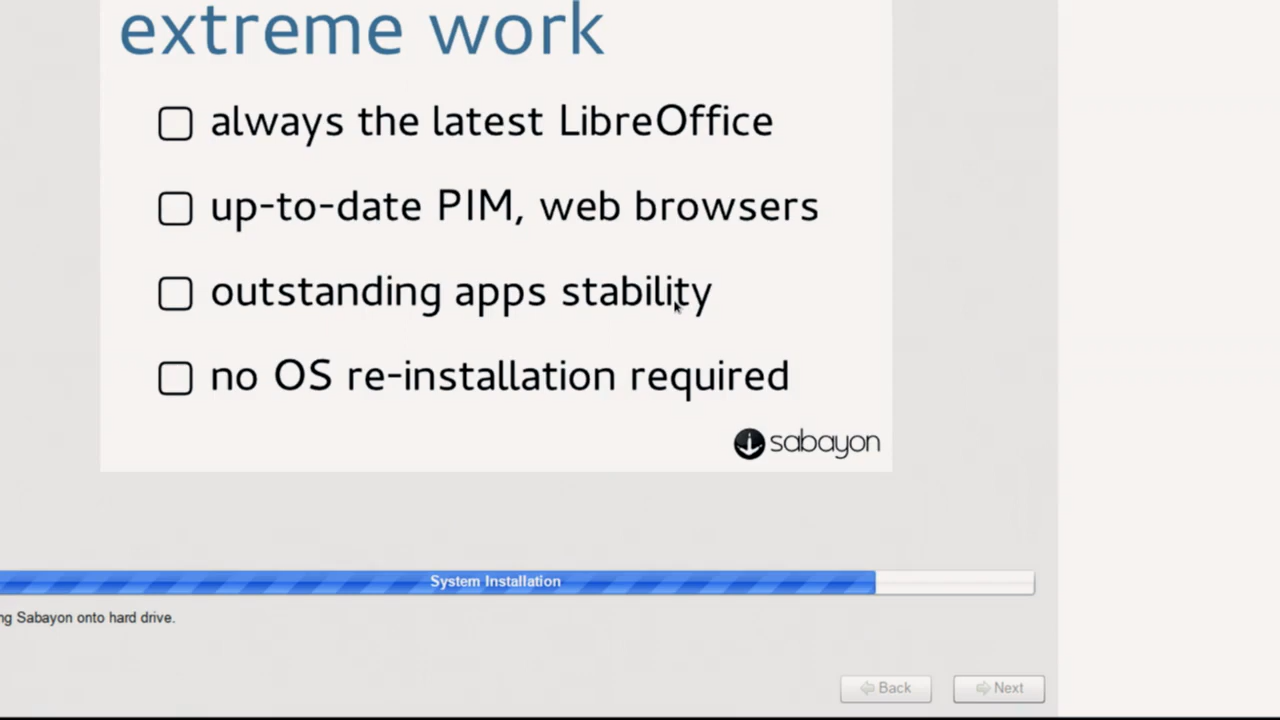 extreme work
always the latest LibreOffice
up-to-date PIM, web browsers
outstanding apps stability
no OS re-installation required
sabayon
System Installation
ng Sabayon onto hard drive.
Back
Next